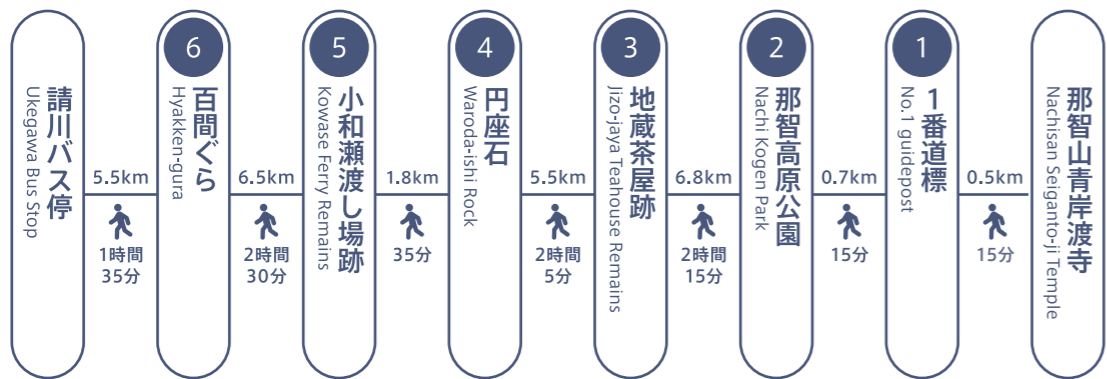 請川バス停
Ukegawa Bus Stop
5.5km
1時間
35分
6
百間ぐら
Hyakken-gura
6.5km
2時間
30分
5
小和瀬渡し場跡
Kowase Ferry Remains
1.8km
35分
4
円座石
Waroda-ishi Rock
5.5km
2時間
5分
3
地蔵茶屋跡
Jizo-jaya Teahouse Remains
6.8km
2時間
15分
2
那智高原公園
Nachi Kogen Park
0.7km
15分
1
1番道標
No.1 guidepost
0.5km
15分
那智山青岸渡寺
Nachisan Seiganto-ji Temple